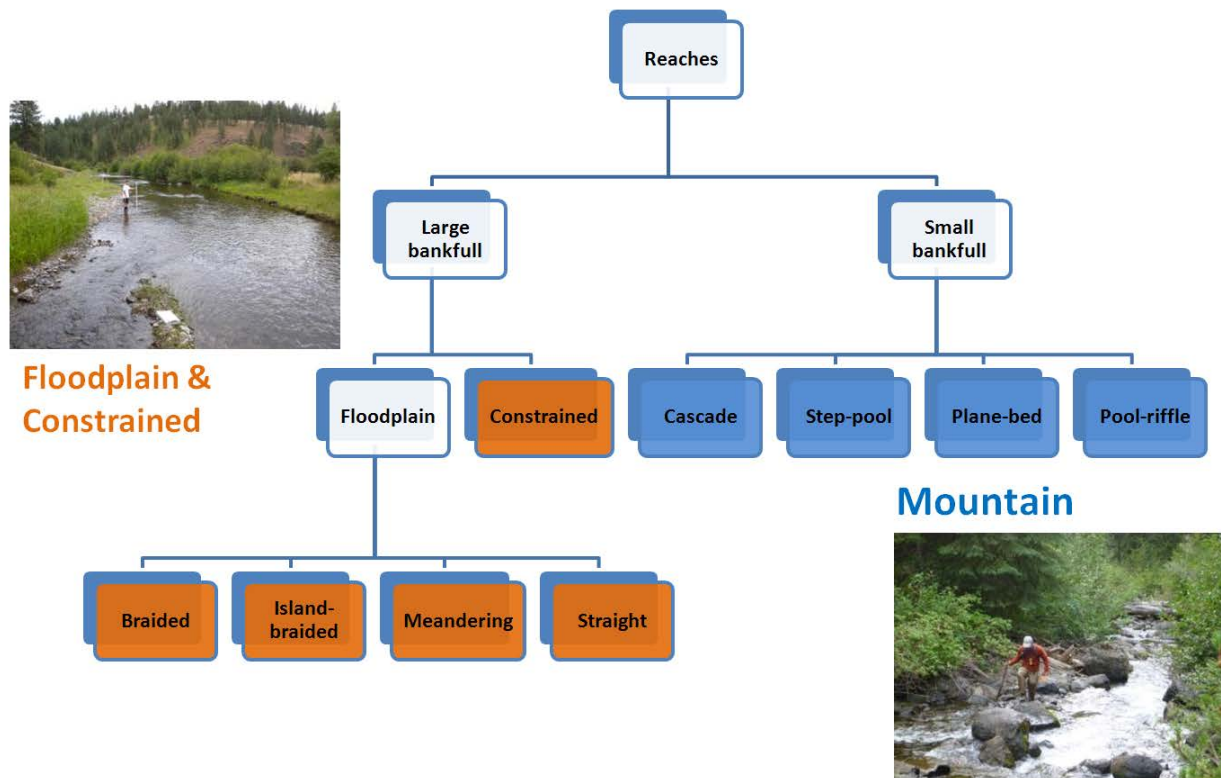 Reaches
Large
bankfull
Small
bankfull
Floodplain &
Constrained
Floodplain
Constrained
Cascade
Step-pool
Plane-bed
Pool-riffle
Mountain
Braided
Island-
braided
Meandering
Straight